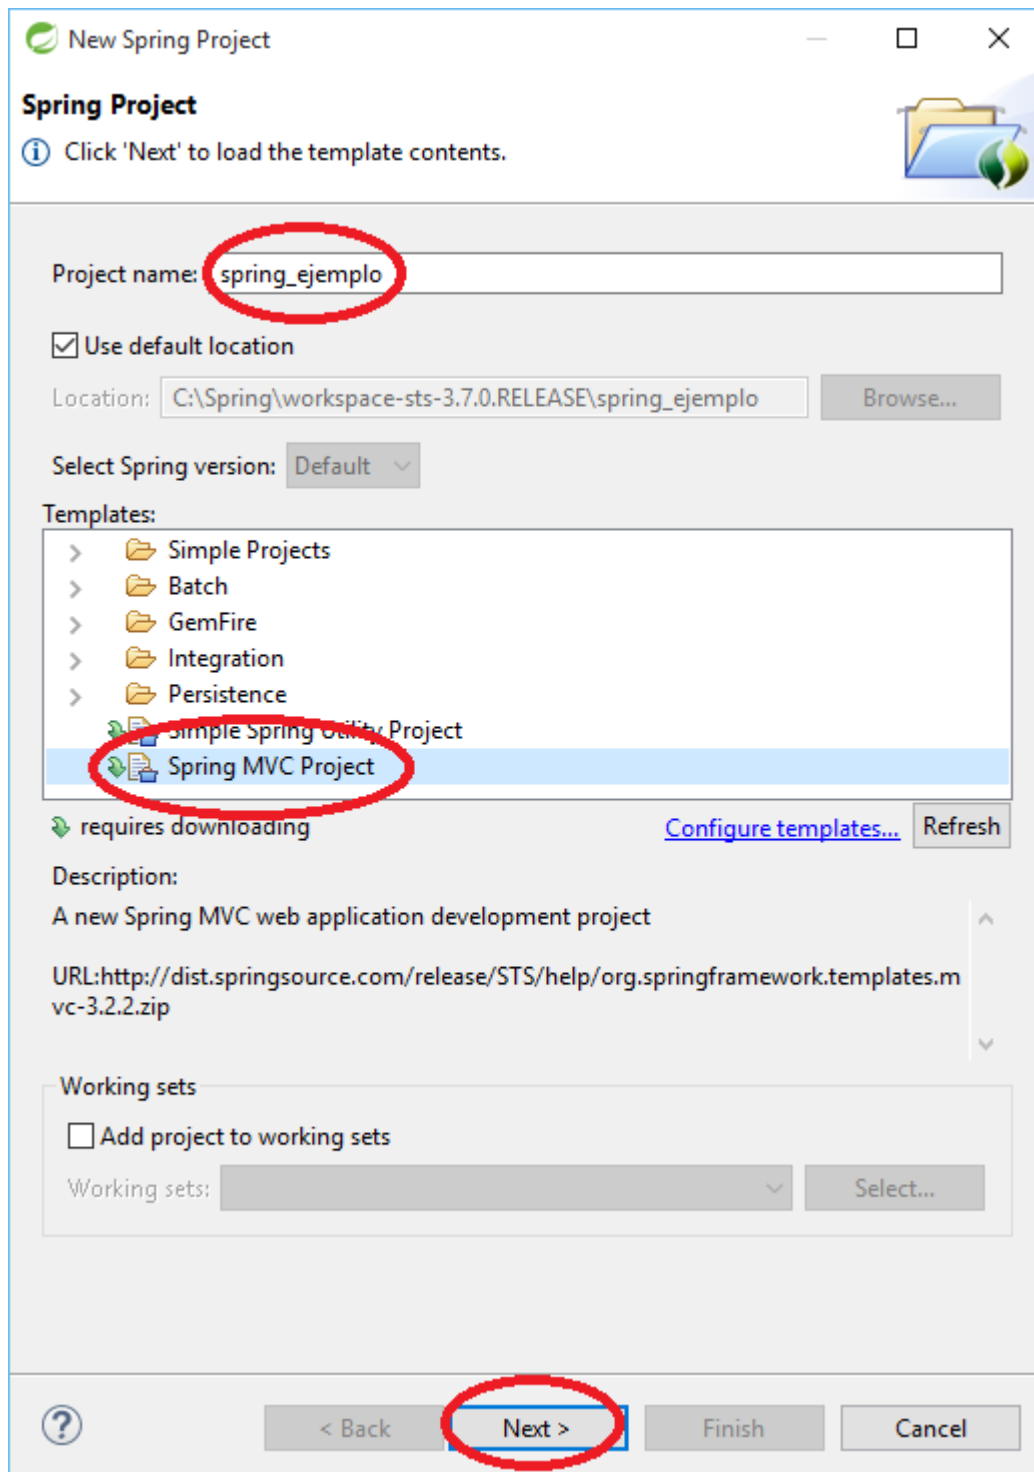 New Spring Project
Spring Project
Click 'Next' to load the template contents.
Project name: spring_ejemplo
Use default location
Location: C:\Spring\workspace-sts-3.7.0.RELEASE\spring_ejemplo Browse...
Select Spring version: Default
Templates:
Simple Projects
Batch
GemFire
Integration
Persistence
Simple Spring Utility Project
Spring MVC Project
requires downloading Configure templates... Refresh
Description:
A new Spring MVC web application development project
URL:http://dist.springsource.com/release/STS/help/org.springframework.templates.m
vc-3.2.2.zip
Working sets
Add project to working sets
Working sets: Select...
? < Back Next > Finish Cancel